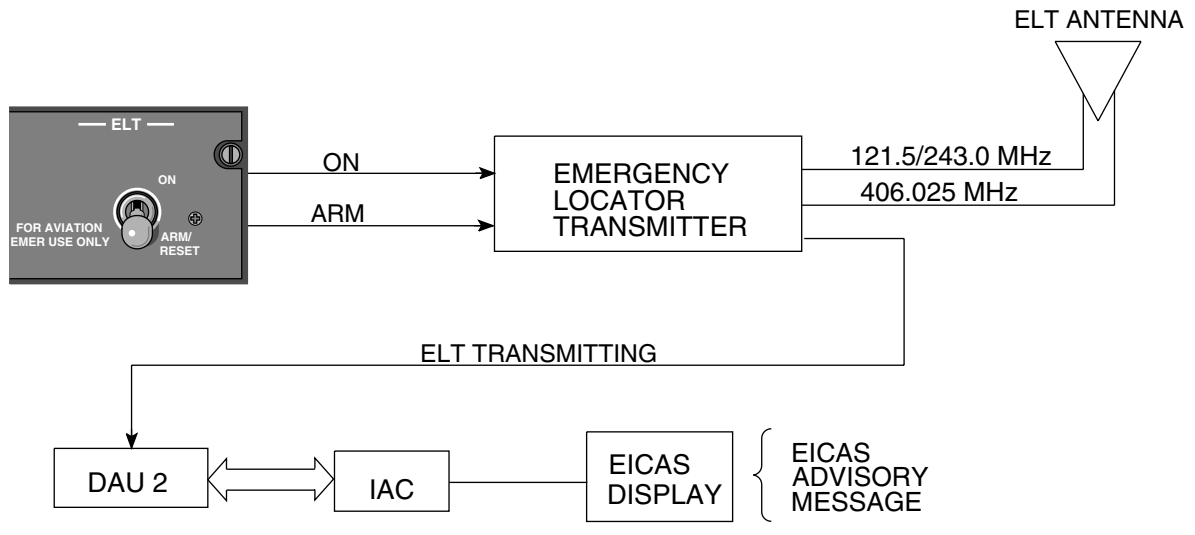 ELT ANTENNA
ELT
ON
FOR AVIATION
EMER USE ONLY
ARM/
RESET
ON
ARM
EMERGENCY
LOCATOR
TRANSMITTER
121.5/243.0 MHz
406.025 MHz
ELT TRANSMITTING
DAU 2
IAC
EICAS
DISPLAY
EICAS
ADVISORY
MESSAGE